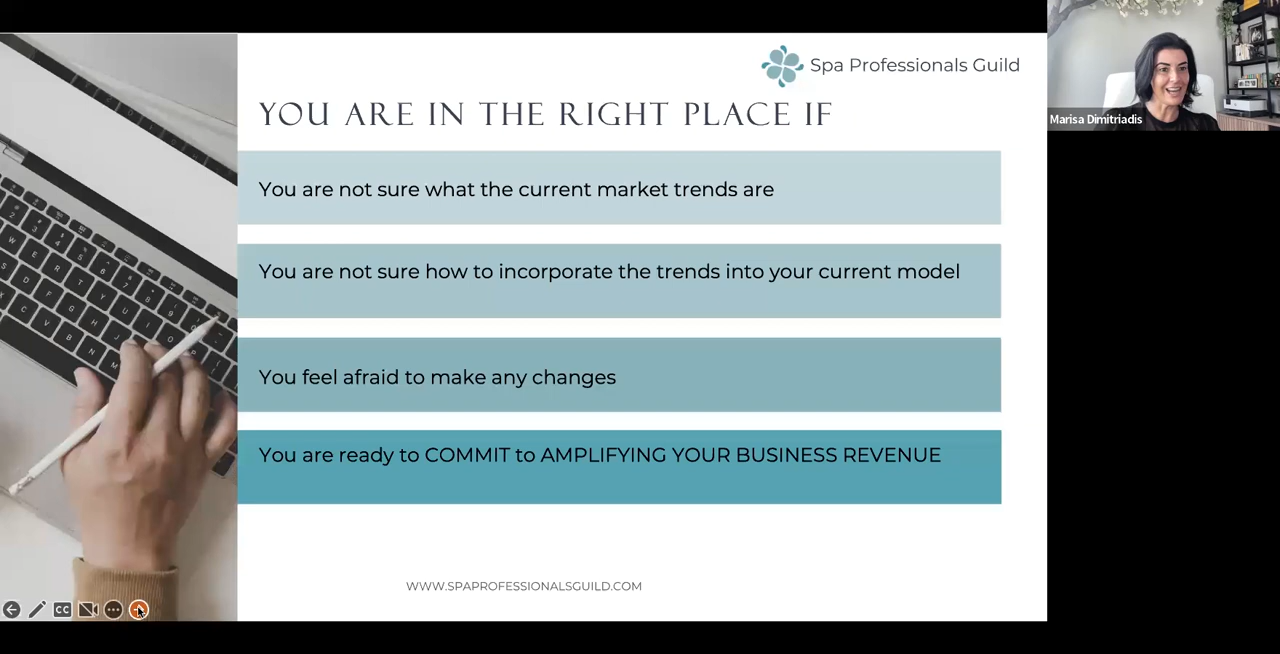 Spa Professionals Guild
YOU ARE IN THE RIGHT PLACE IF
Marisa Dimitriadis
You are not sure what the current market trends are
You are not sure how to incorporate the trends into your current model
You feel afraid to make any changes
You are ready to COMMIT to AMPLIFYING YOUR BUSINESS REVENUE
WWW.SPAPROFESSIONALSGUILD.COM
CC